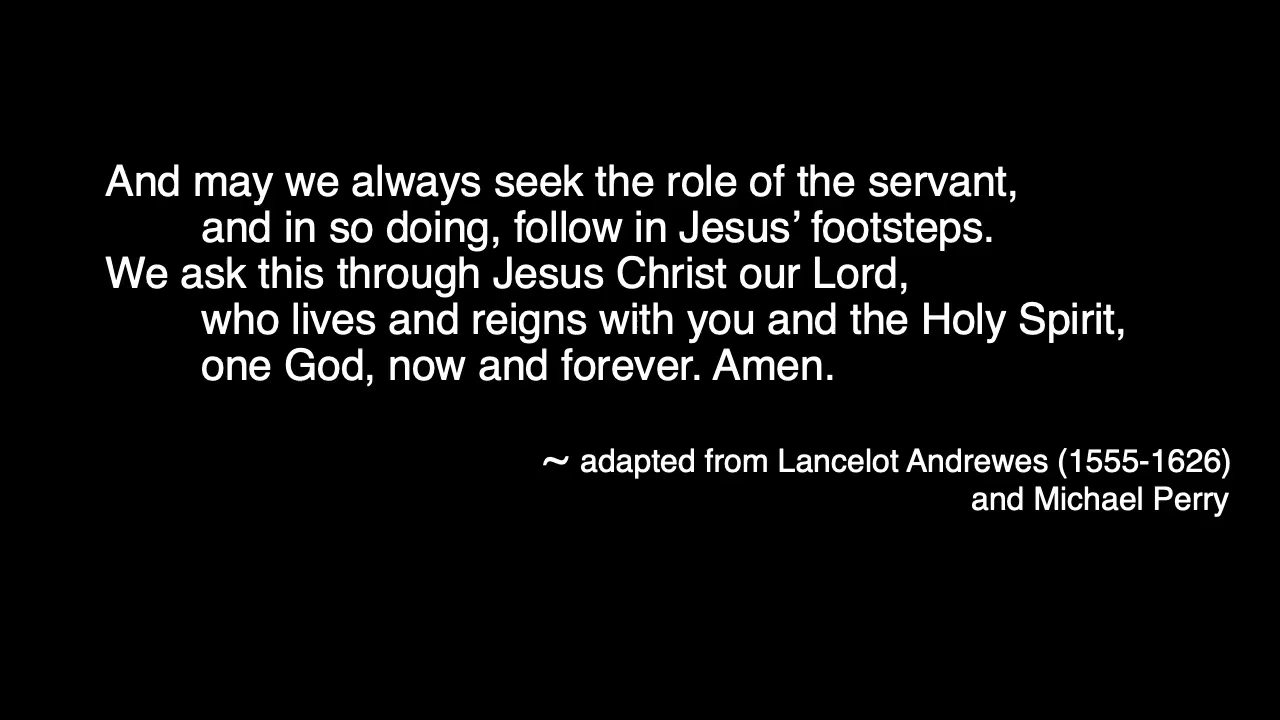 And may we always seek the role of the servant,
and in so doing, follow in Jesus’ footsteps.
We ask this through Jesus Christ our Lord,
who lives and reigns with you and the Holy Spirit,
one God, now and forever. Amen.
~ adapted from Lancelot Andrewes (1555-1626)
and Michael Perry